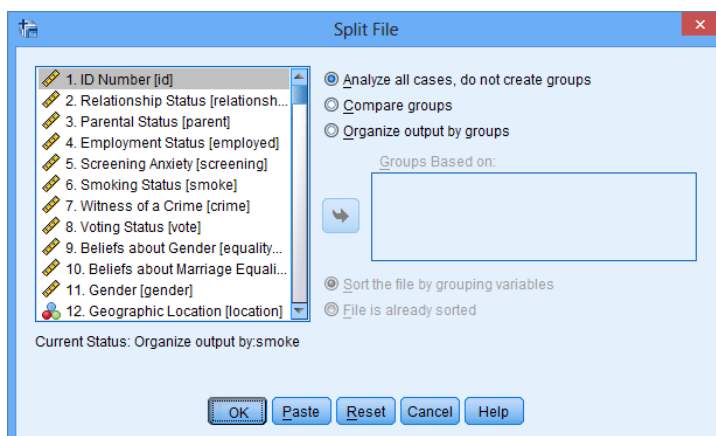 Split File
1. ID Number [id]
2. Relationship Status [relationsh...
3. Parental Status [parent]
4. Employment Status [employed]
5. Screening Anxiety [screening]
6. Smoking Status [smoke]
7. Witness of a Crime [crime]
8. Voting Status [vote]
9. Beliefs about Gender [equality...
10. Beliefs about Marriage Equali...
11. Gender [gender]
12. Geographic Location [location]
Analyze all cases, do not create groups
Compare groups
Organize output by groups
Groups Based on:
Sort the file by grouping variables
File is already sorted
Current Status: Organize output by:smoke
OK Paste Reset Cancel Help